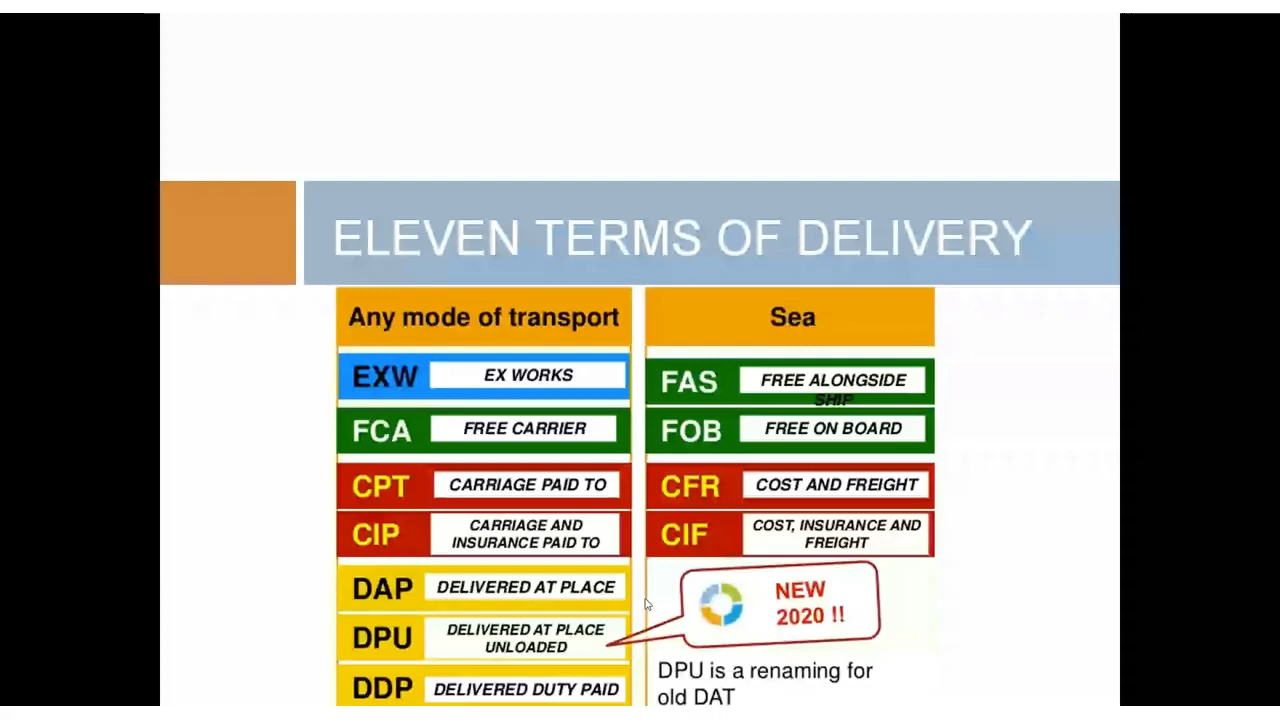 ELEVEN TERMS OF DELIVERY
Any mode of transport
EXW EX WORKS
FCA FREE CARRIER
CPT CARRIAGE PAID TO
CIP CARRIAGE AND
INSURANCE PAID TO
DAP DELIVERED AT PLACE
DPU DELIVERED AT PLACE
UNLOADED
DDP DELIVERED DUTY PAID
Sea
FAS FREE ALONGSIDE
SHIP
FOB FREE ON BOARD
CFR COST AND FREIGHT
CIF COST, INSURANCE AND
FREIGHT
NEW
2020 !!
DPU is a renaming for
old DAT